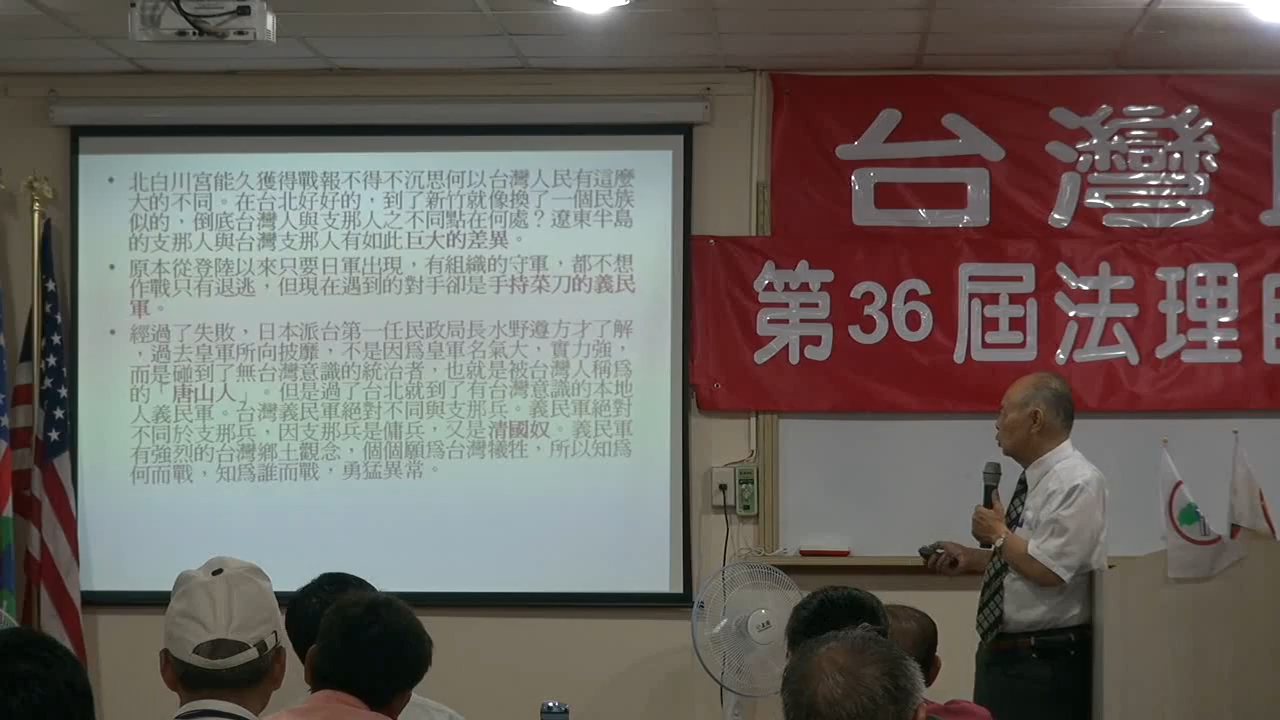 • 北白川宮能久獲得戰報不得不沉思何以台灣人民有這麼
大的不同。在台北好好的，到了新竹就像換了一個民族
似的，倒底台灣人與支那人之不同點在何處？遼東半島
的支那人與台灣支那人有如此巨大的差異。
• 原本從登陸以來只要日軍出現，有組織的守軍，都不想
作戰只有退逃，但現在遇到的對手卻是手持菜刀的義民
軍。
• 經過了失敗，日本派台第一任民政局長水野遵方才了解
，過去皇軍所向披靡，不是因爲皇軍名氣大，實力強，
而是碰到了無台灣意識的統治者，也就是被台灣人稱爲
的「唐山人」。但是過了台北就到了有台灣意識的本地
人義民軍。台灣義民軍絕對不同與支那兵。義民軍絕對
不同於支那兵，因支那兵是傭兵，又是清國奴。義民軍
有強烈的台灣鄉土觀念，個個願爲台灣犧牲，所以知爲
何而戰，知爲誰而戰，勇猛異常。
台灣
第36屆法理